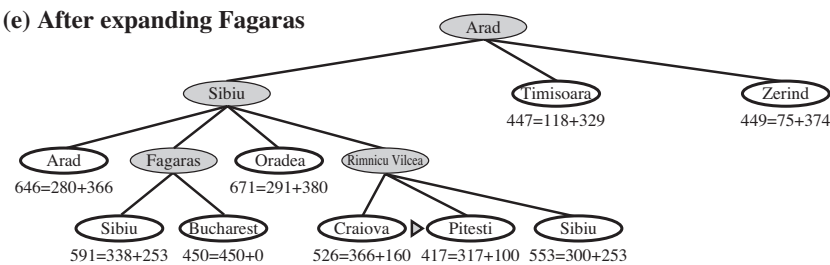 (e) After expanding Fagaras
Arad
Sibiu Timisoara Zerind
447=118+329 449=75+374
Arad Fagaras Oradea Rimnicu Vilcea
646=280+366 671=291+380
Sibiu Bucharest Craiova Pitesti Sibiu
591=338+253 450=450+0 526=366+160 417=317+100 553=300+253